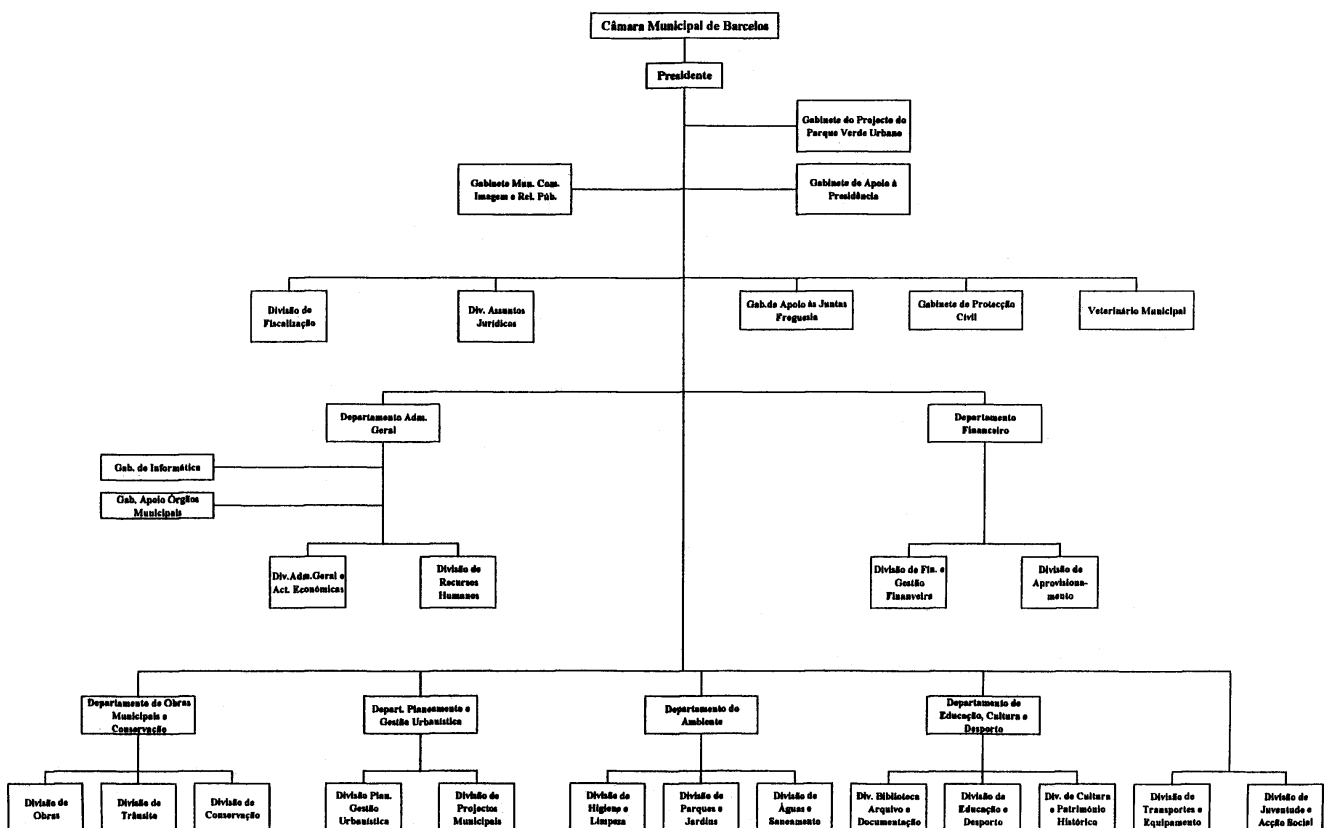 Câmara Municipal de Barcelos
Presidente
Gabinete do Projecto do
Parque Verde Urbano
Gabinete Mun. Com.
Imagem e Rel. Púb.
Gabinete de Apoio à
Presidência
Divisão de
Fiscalização
Div. Assuntos
Jurídicos
Gab.de Apoio às Juntas
Freguesia
Gabinete de Protecção
Civil
Veterinário Municipal
Departamento Adm.
Geral
Departamento
Financeiro
Gab. de Informática
Gab. Apoio Órgãos
Municipais
Div.Adm.Geral e
Act. Económicas
Divisão de
Recursos
Humanos
Divisão de Fin. e
Gestão
Finanveira
Divisão de
Aprovisiona-
mento
Departamento de Obras
Municipais e
Conservação
Depart. Planeamento e
Gestão Urbanística
Departamento do
Ambiente
Departamento de
Educação, Cultura e
Desporto
Divisão de
Obras
Divisão de
Trânsito
Divisão de
Conservação
Divisão Plan.
Gestão
Urbanística
Divisão de
Projectos
Municipais
Divisão de
Higiene e
Limpeza
Divisão de
Parques e
Jardins
Divisão de
Águas e
Saneamento
Div. Biblioteca
Arquivo e
Documentação
Divisão de
Educação e
Desporto
Div. de Cultura
e Património
Histórico
Divisão de
Transportes e
Equipamento
Divisão de
Juventude e
Acção Social